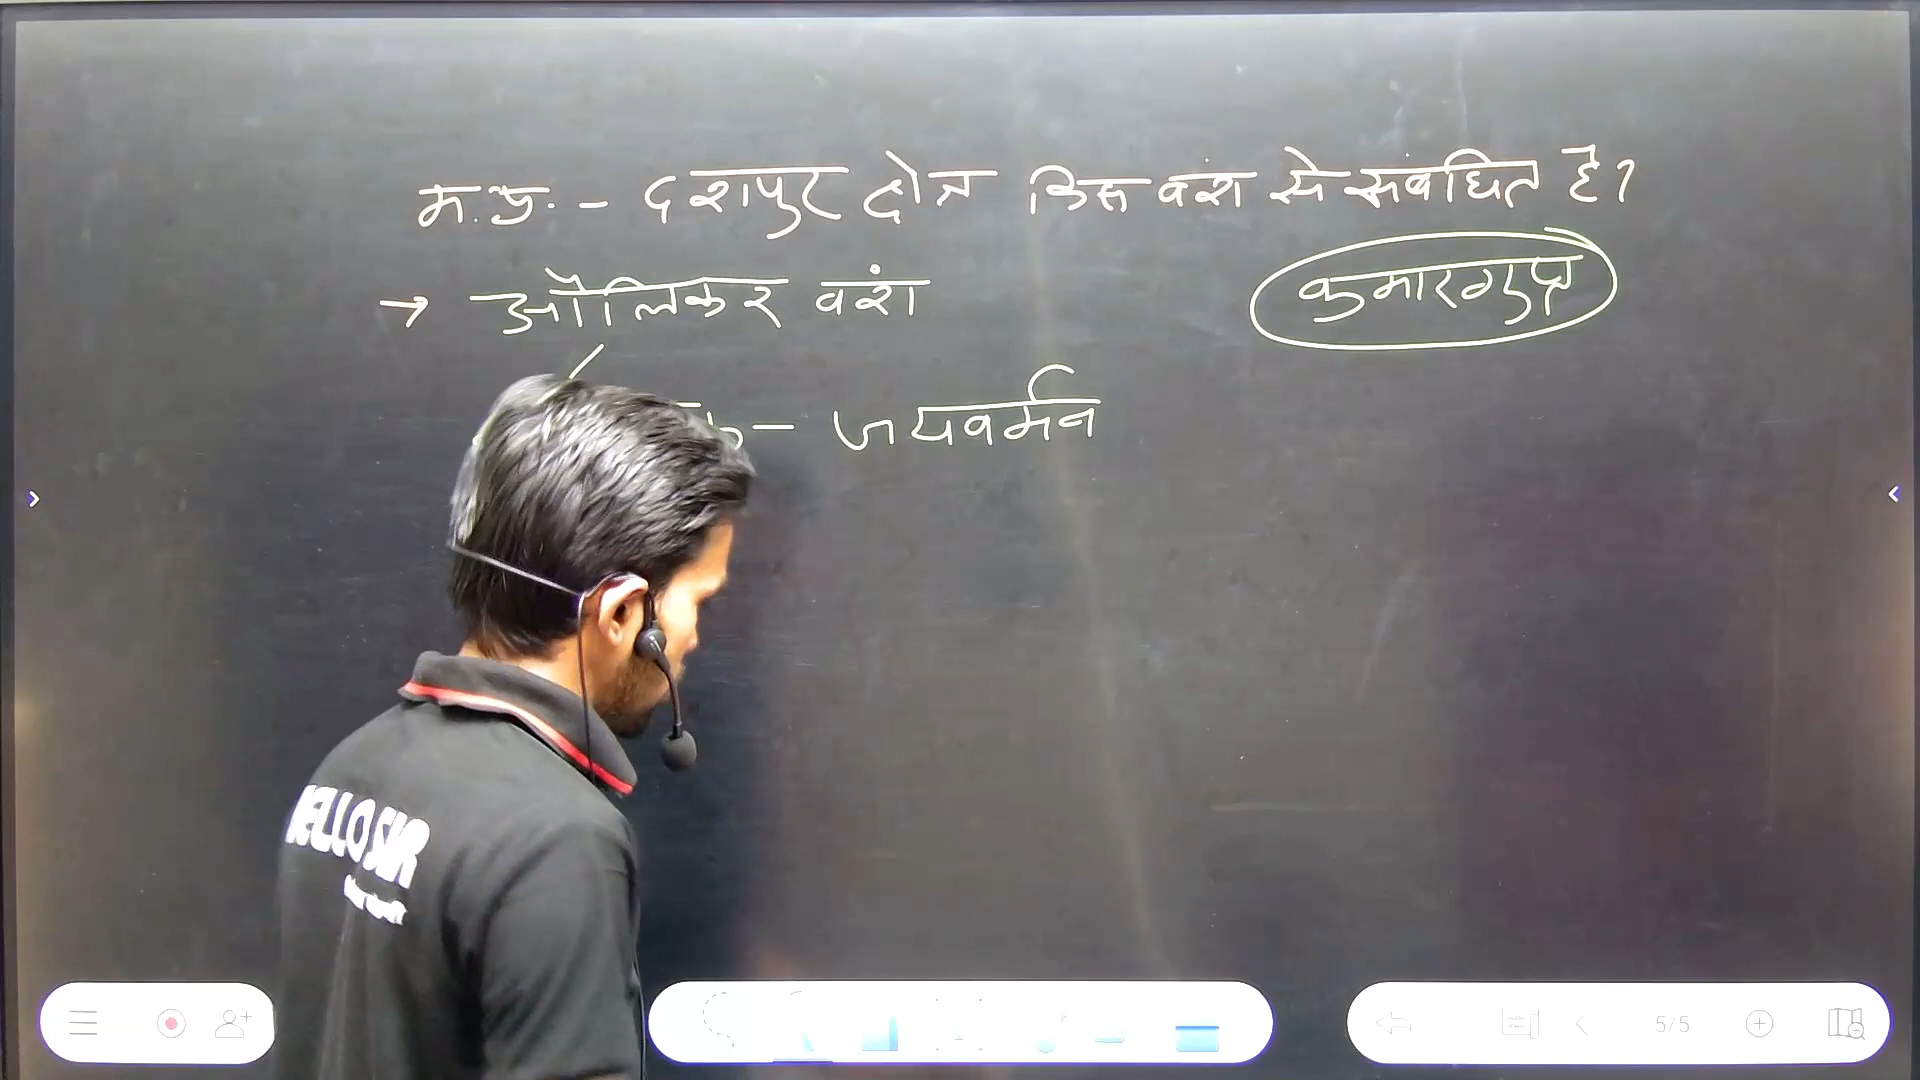 म.प्र. - दशपुर क्षेत्र किस वंश से संबंधित है?
→ औलिकर वंश
कुमारगुप्त
क - जयवर्मन
HELLO SIR
5/5